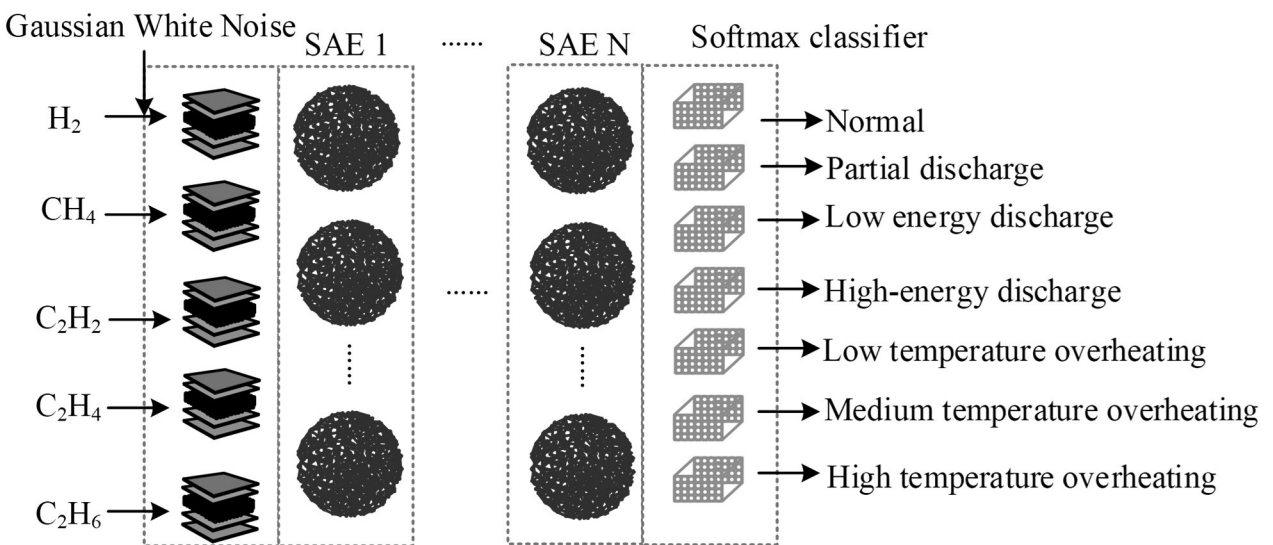 Gaussian White Noise
SAE 1
......
SAE N
Softmax classifier
H₂
CH₄
C₂H₂
C₂H₄
C₂H₆
......
Normal
Partial discharge
Low energy discharge
High-energy discharge
Low temperature overheating
Medium temperature overheating
High temperature overheating